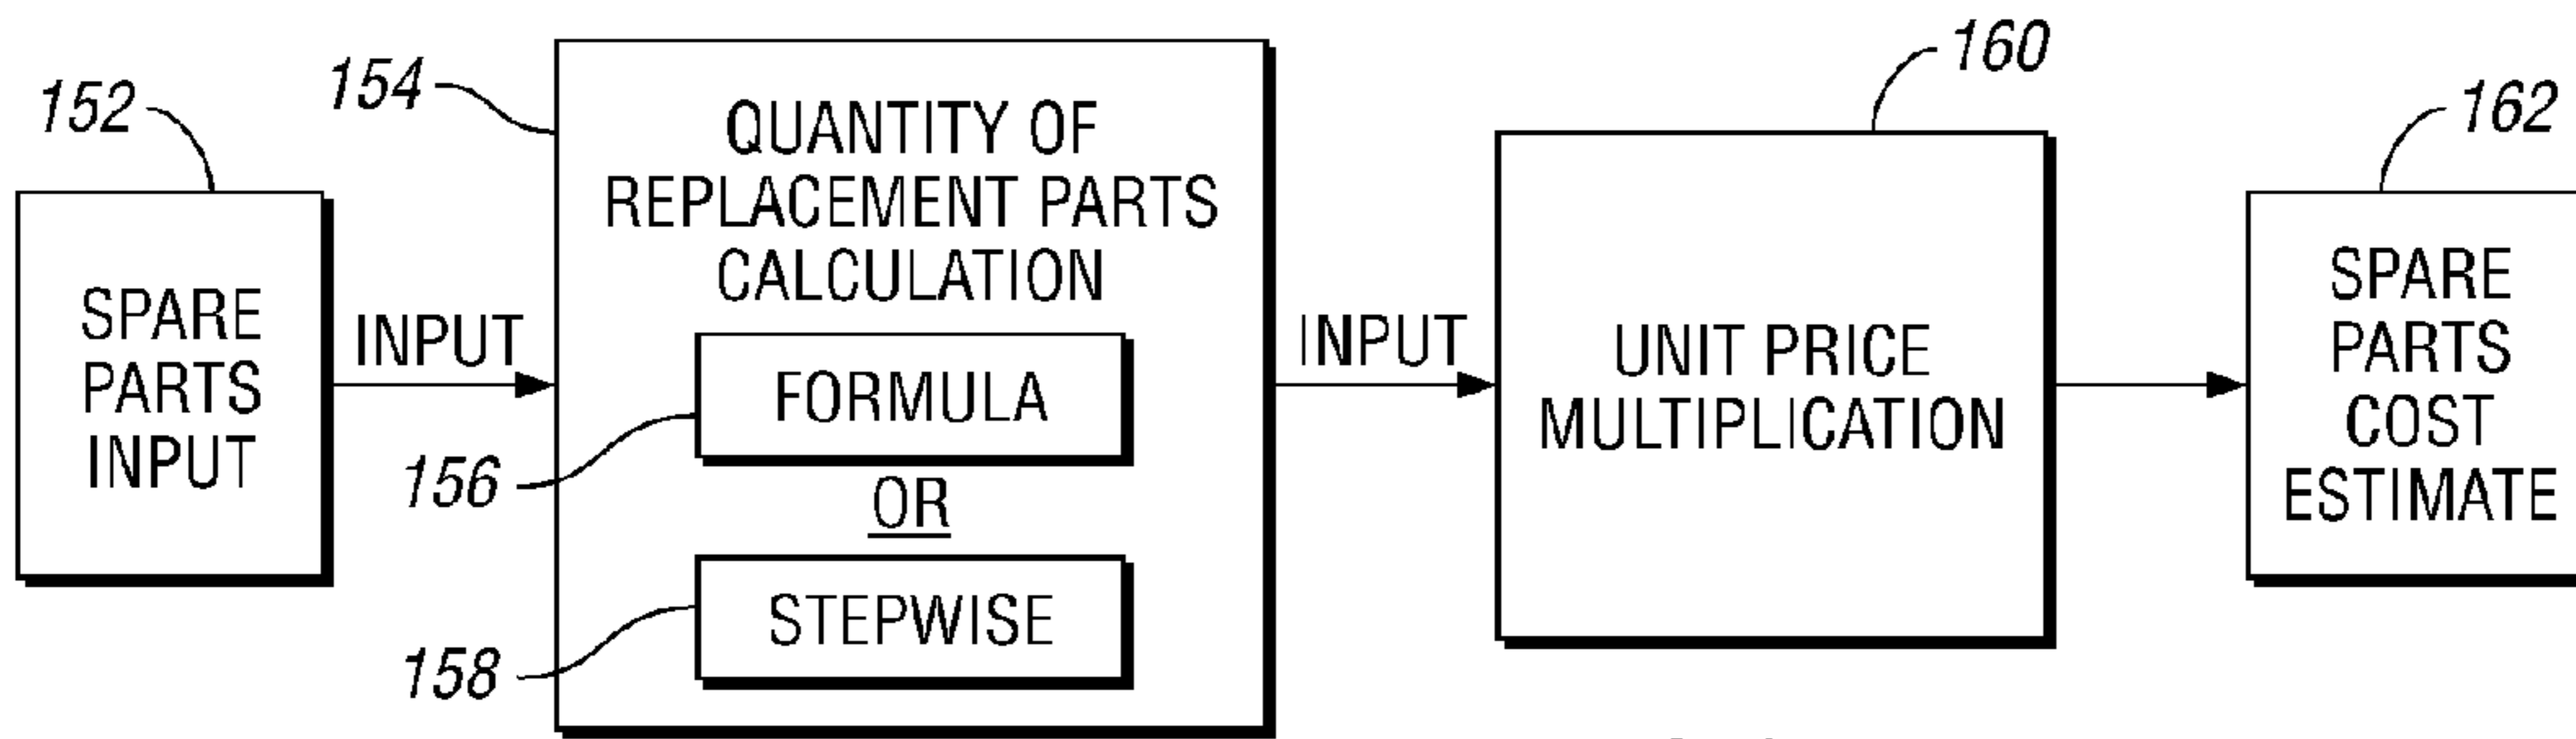 152
154
160
162
SPARE
PARTS
INPUT
INPUT
QUANTITY OF
REPLACEMENT PARTS
CALCULATION
FORMULA
156
OR
STEPWISE
158
INPUT
UNIT PRICE
MULTIPLICATION
SPARE
PARTS
COST
ESTIMATE